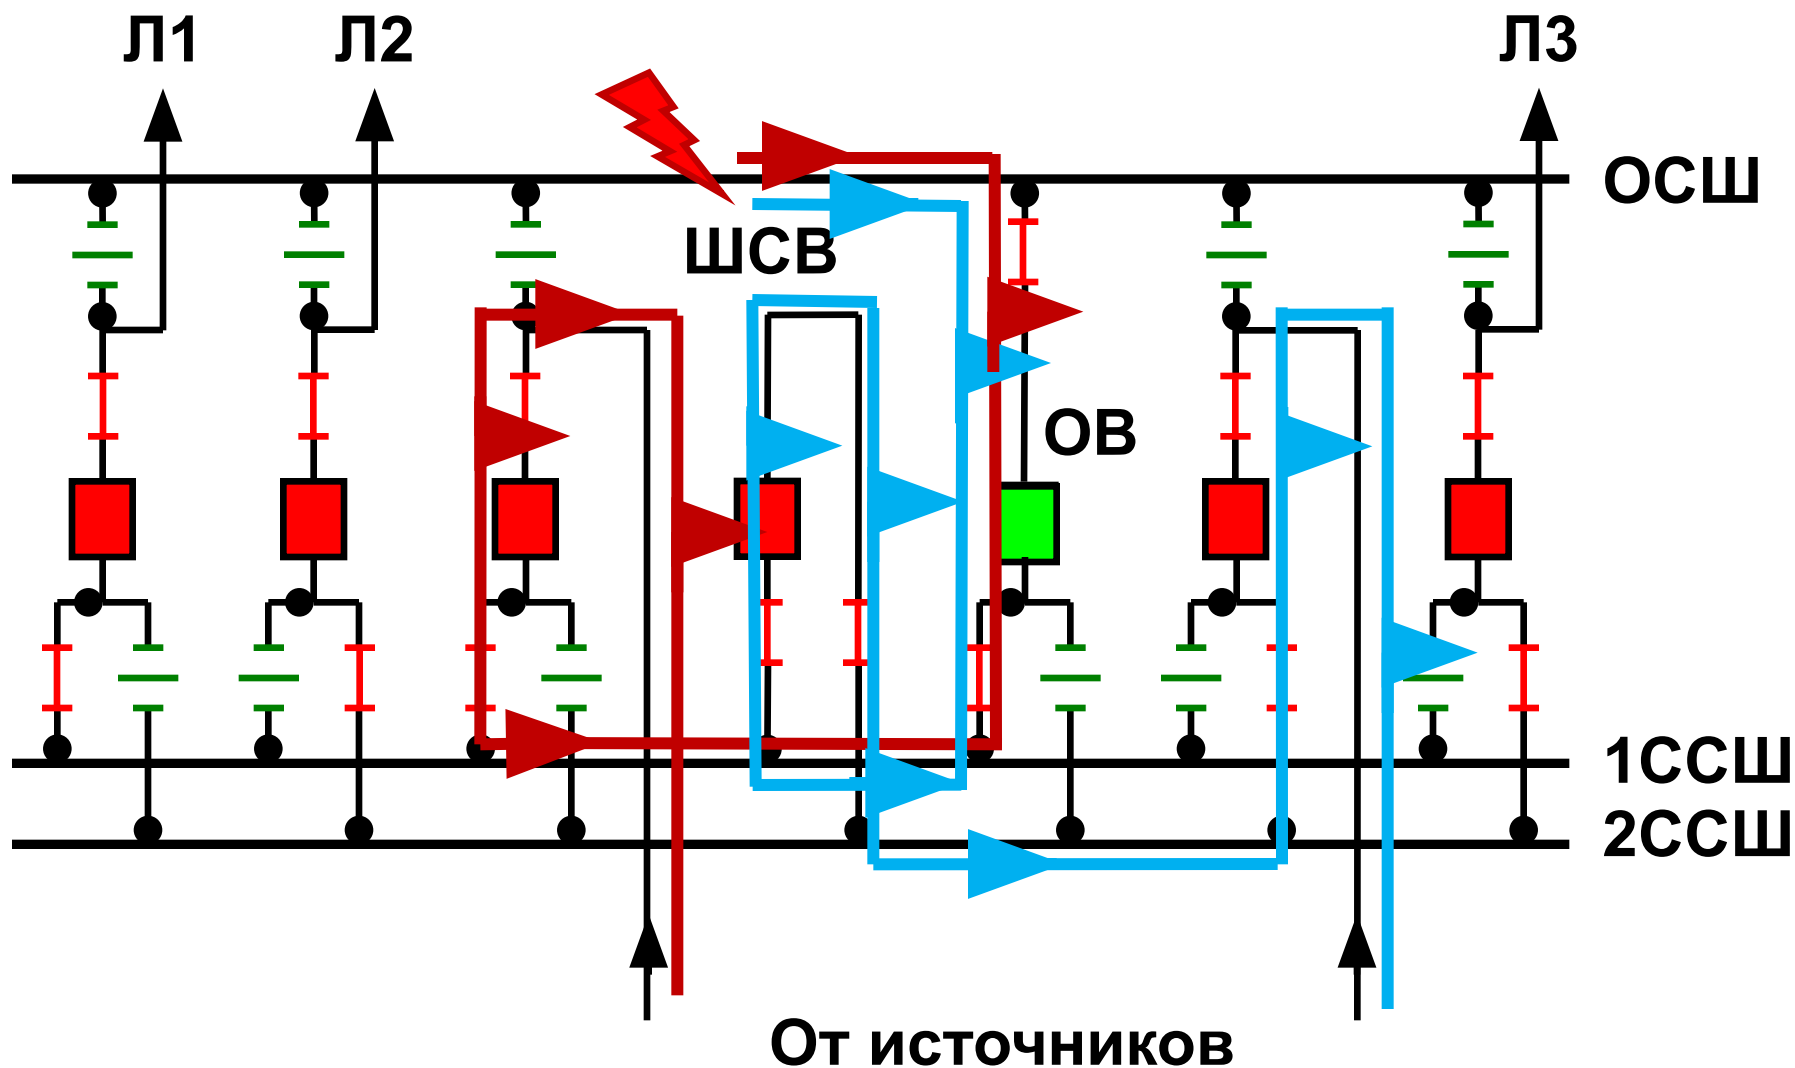 Л1
Л2
Л3
ОСШ
ШСВ
ОВ
1ССШ
2ССШ
От источников